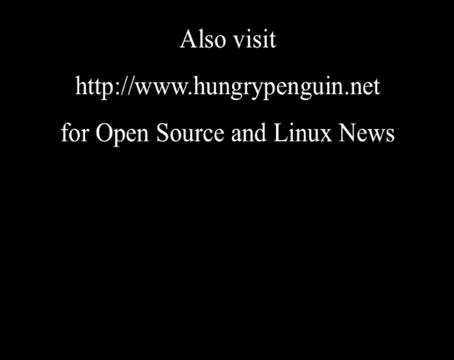 Also visit
http://www.hungrypenguin.net
for Open Source and Linux News